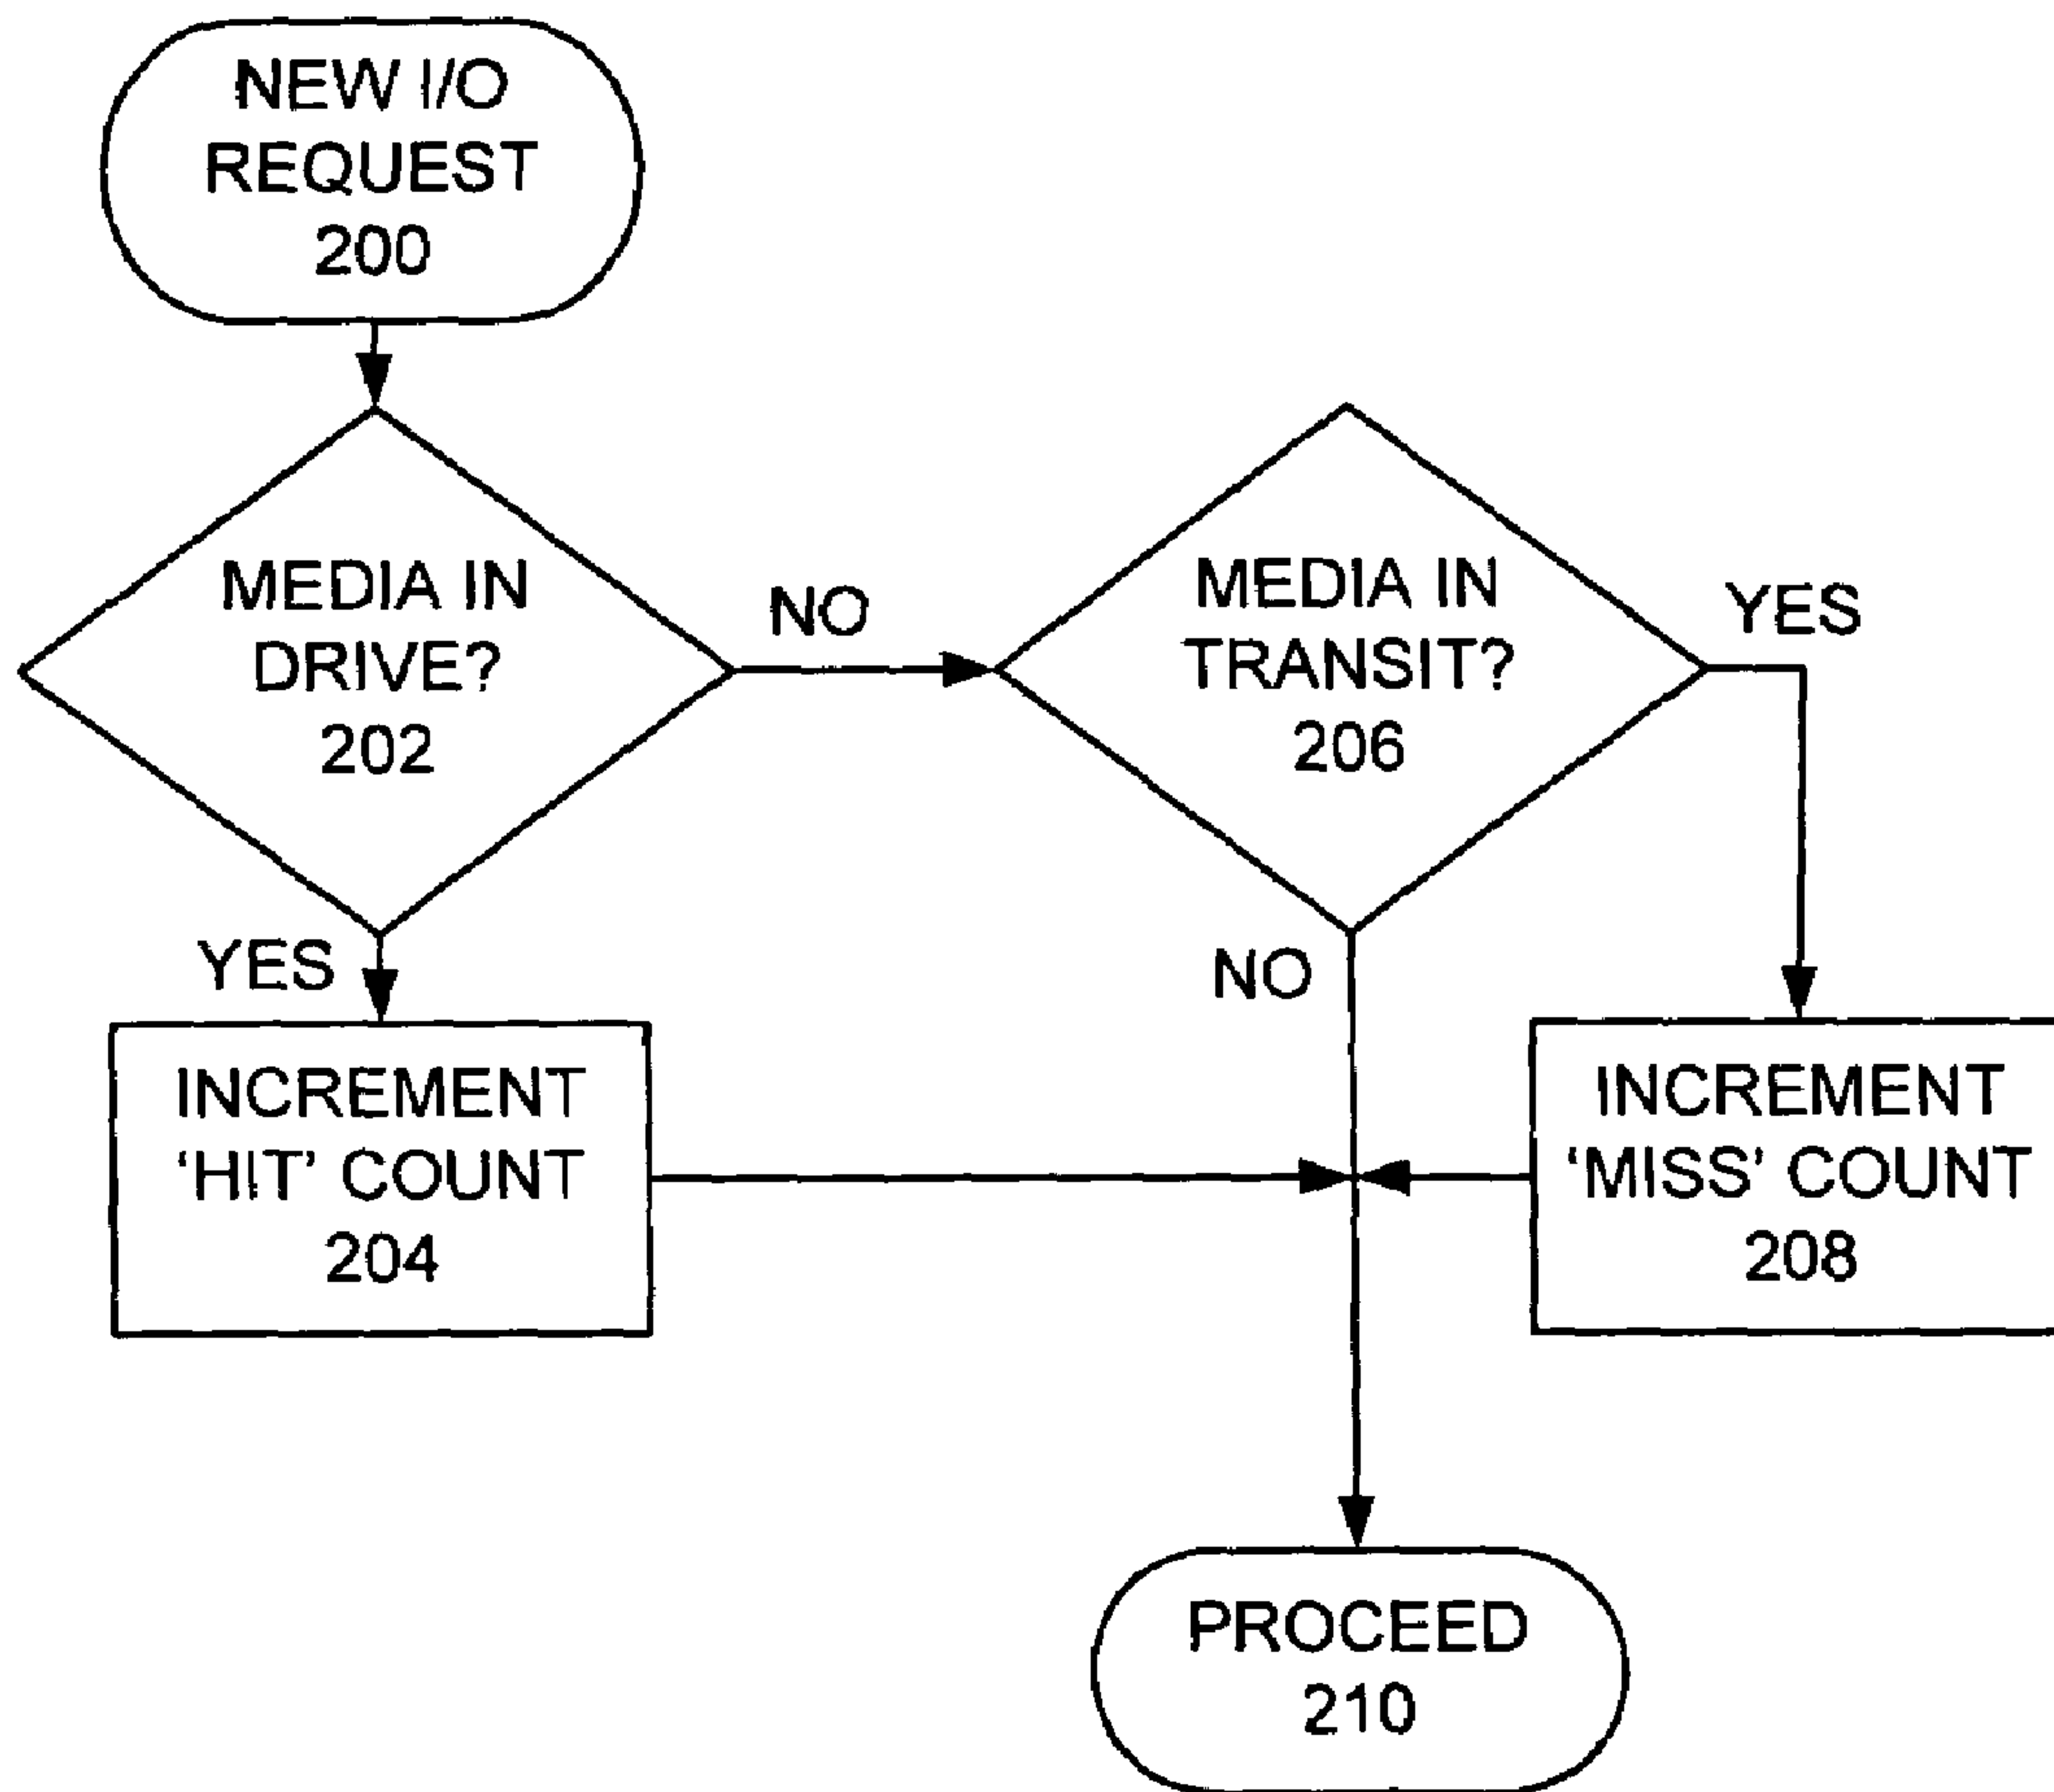 NEW I/O
REQUEST
200
MEDIA IN
DRIVE?
202
NO
MEDIA IN
TRANSIT?
206
YES
YES
NO
INCREMENT
‘HIT’ COUNT
204
INCREMENT
‘MISS’ COUNT
208
PROCEED
210